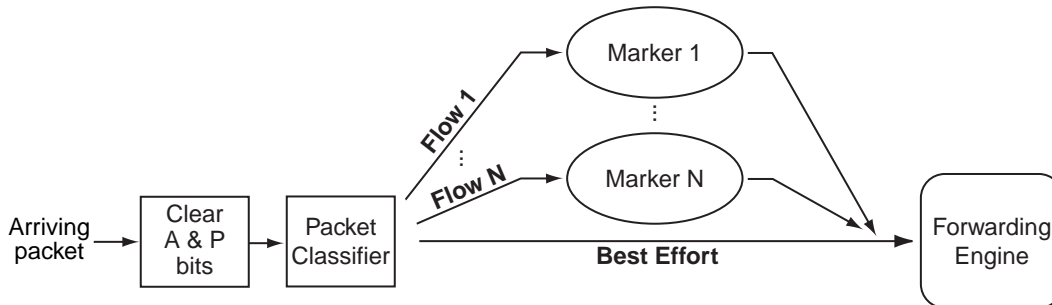 Arriving
packet
Clear
A & P
bits
Packet
Classifier
Flow 1
⋮
Flow N
Marker 1
⋮
Marker N
Best Effort
Forwarding
Engine